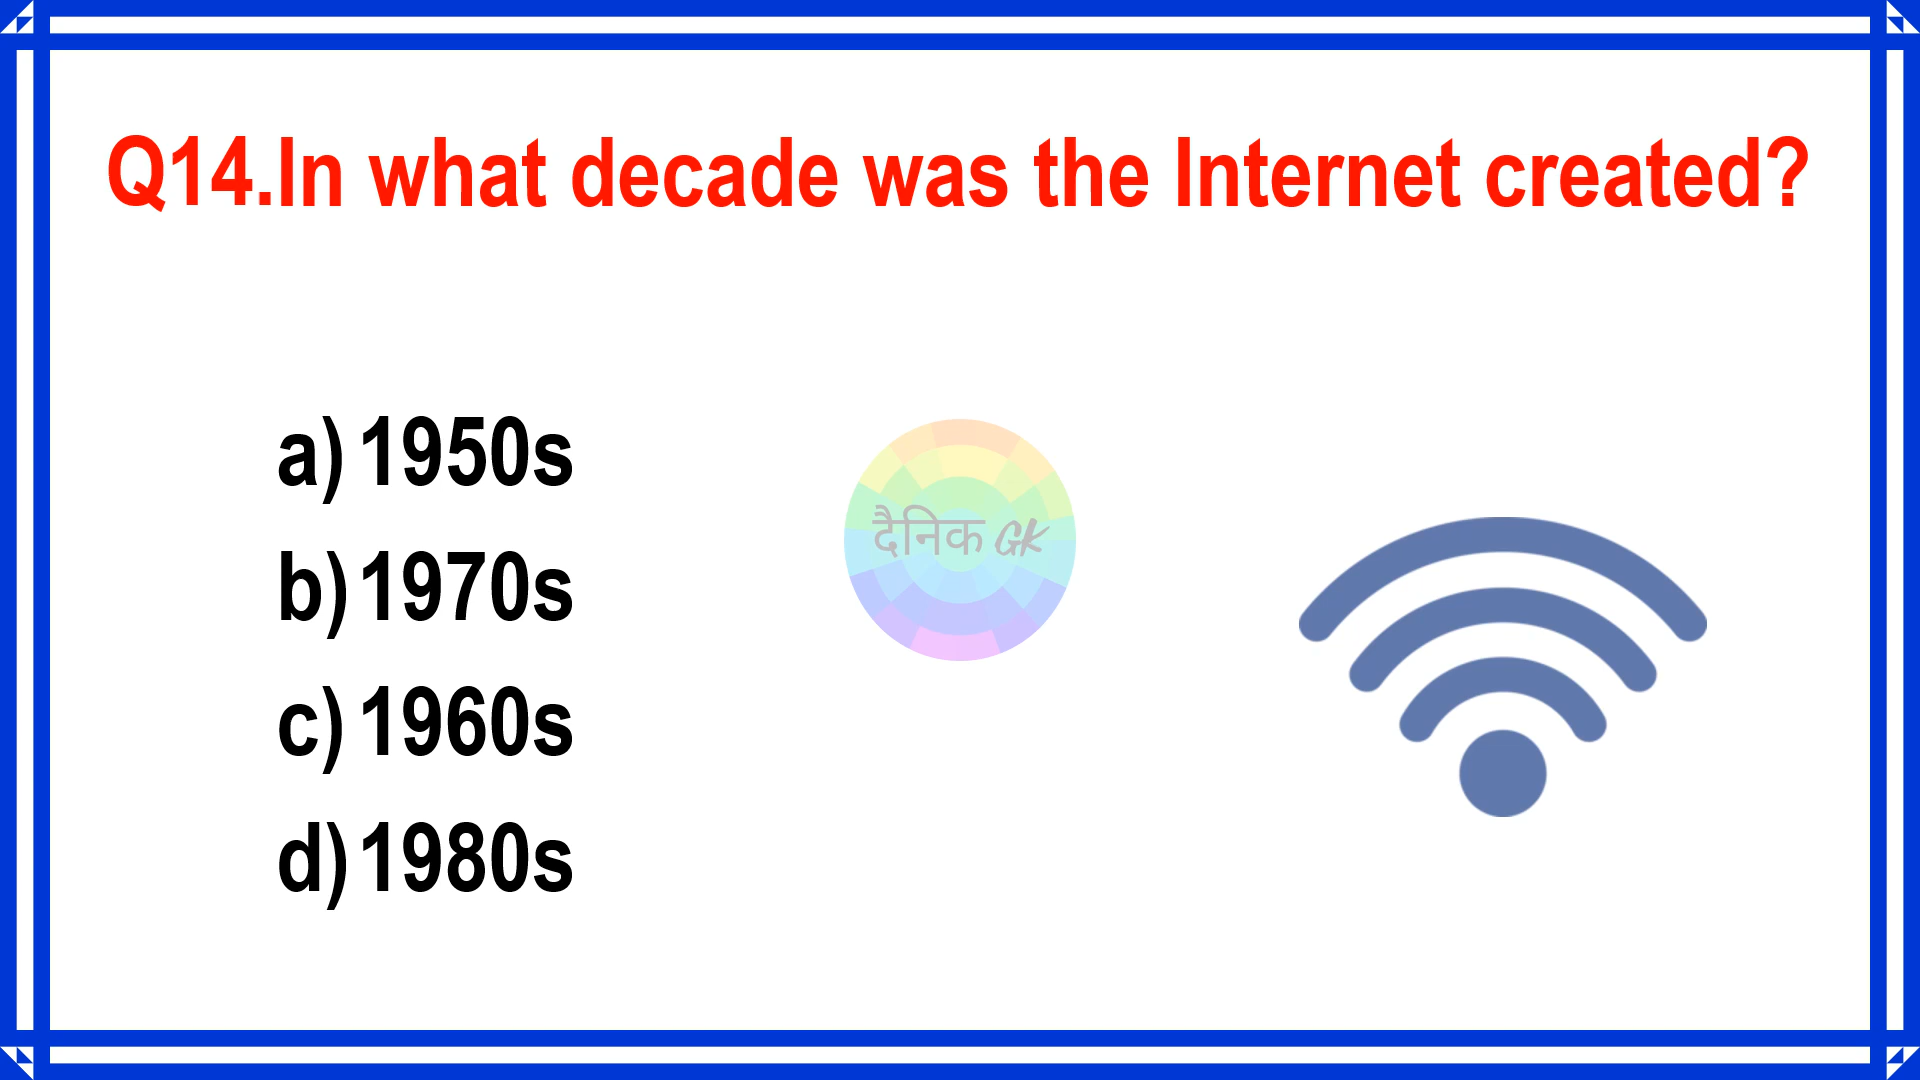 Q14.In what decade was the Internet created?
a) 1950s
दैनिक GK
b) 1970s
c) 1960s
d) 1980s